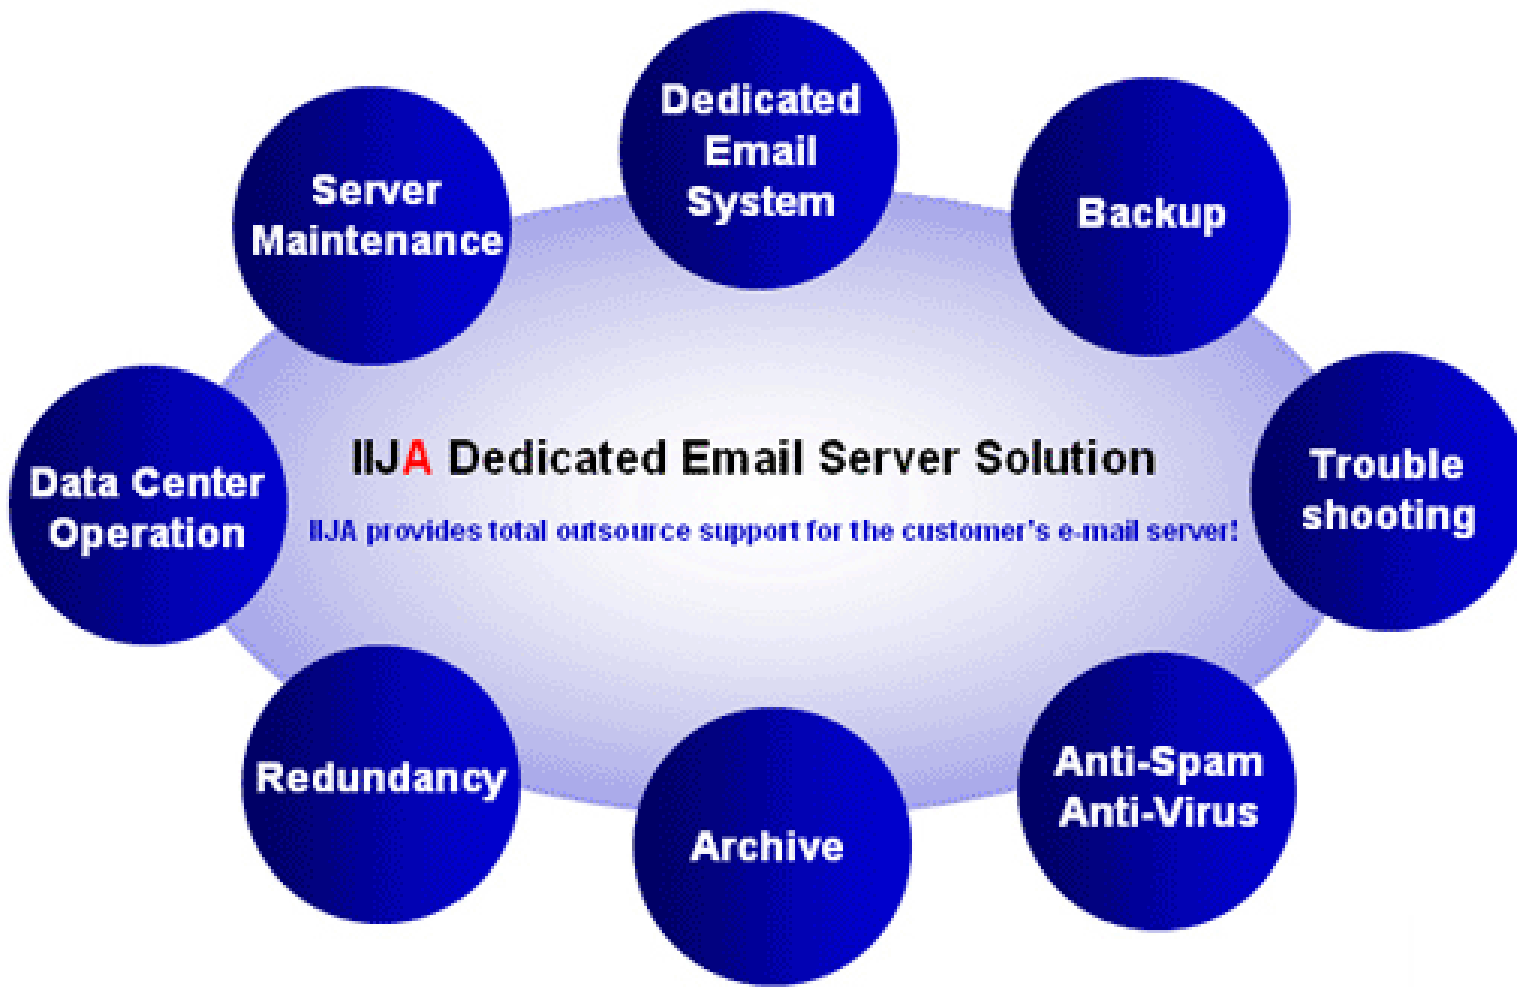 Dedicated
Email
System
Server
Maintenance
Backup
Data Center
Operation
IIJA Dedicated Email Server Solution
IIJA provides total outsource support for the customer's e-mail server!
Trouble
shooting
Redundancy
Archive
Anti-Spam
Anti-Virus